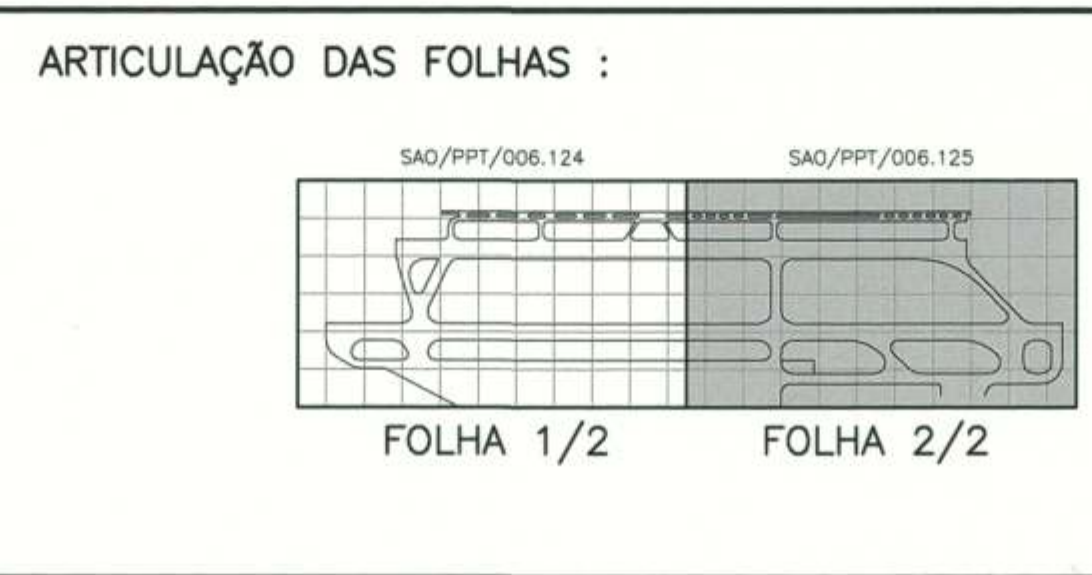 ARTICULAÇÃO DAS FOLHAS :
SAO/PPT/006.124 SAO/PPT/006.125
FOLHA 1/2 FOLHA 2/2